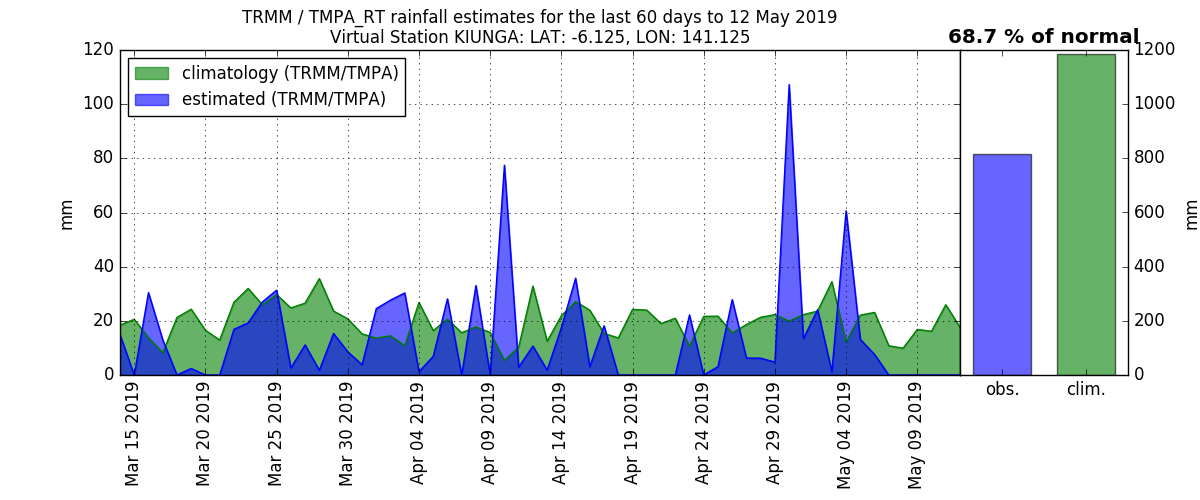 TRMM / TMPA_RT rainfall estimates for the last 60 days to 12 May 2019
Virtual Station KIUNGA: LAT: -6.125, LON: 141.125
68.7 % of normal
climatology (TRMM/TMPA)
estimated (TRMM/TMPA)
120
100
80
60
40
20
0
mm
Mar 15 2019
Mar 20 2019
Mar 25 2019
Mar 30 2019
Apr 04 2019
Apr 09 2019
Apr 14 2019
Apr 19 2019
Apr 24 2019
Apr 29 2019
May 04 2019
May 09 2019
1200
1000
800
600
400
200
0
mm
obs.
clim.